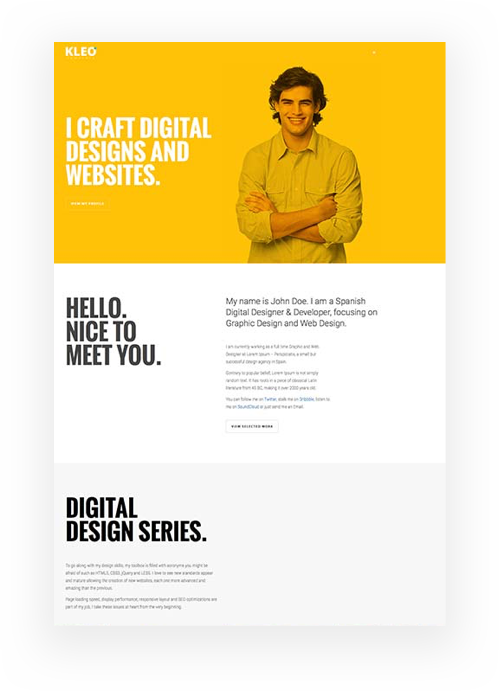 KLEO
I CRAFT DIGITAL
DESIGNS AND
WEBSITES.
VIEW MY PROFILE
HELLO.
NICE TO
MEET YOU.
My name is John Doe. I am a Spanish
Digital Designer & Developer, focusing on
Graphic Design and Web Design.
I am currently working as a full time Graphic and Web
Designer at Lorem Ipsum – a small but
successful design agency in Spain.
Contrary to popular belief, Lorem Ipsum is not simply
random text. It has roots in a piece of classical Latin
literature from 45 BC, making it over 2000 years old.
You can follow me on Twitter, stalk me on Dribbble, listen to
me on SoundCloud or just send me an Email.
VIEW SELECTED WORK
DIGITAL
DESIGN SERIES.
To go along with my design skills, my toolbox is filled with acronyms you might be
afraid of such as HTML5, CSS3, jQuery and LESS. I love to see new standards appear
and mature allowing the creation of new websites, each one more advanced and
amazing than the previous.
Page loading speed, display performance, responsive layout and SEO optimizations are
part of my job, I take these issues at heart from the very beginning.